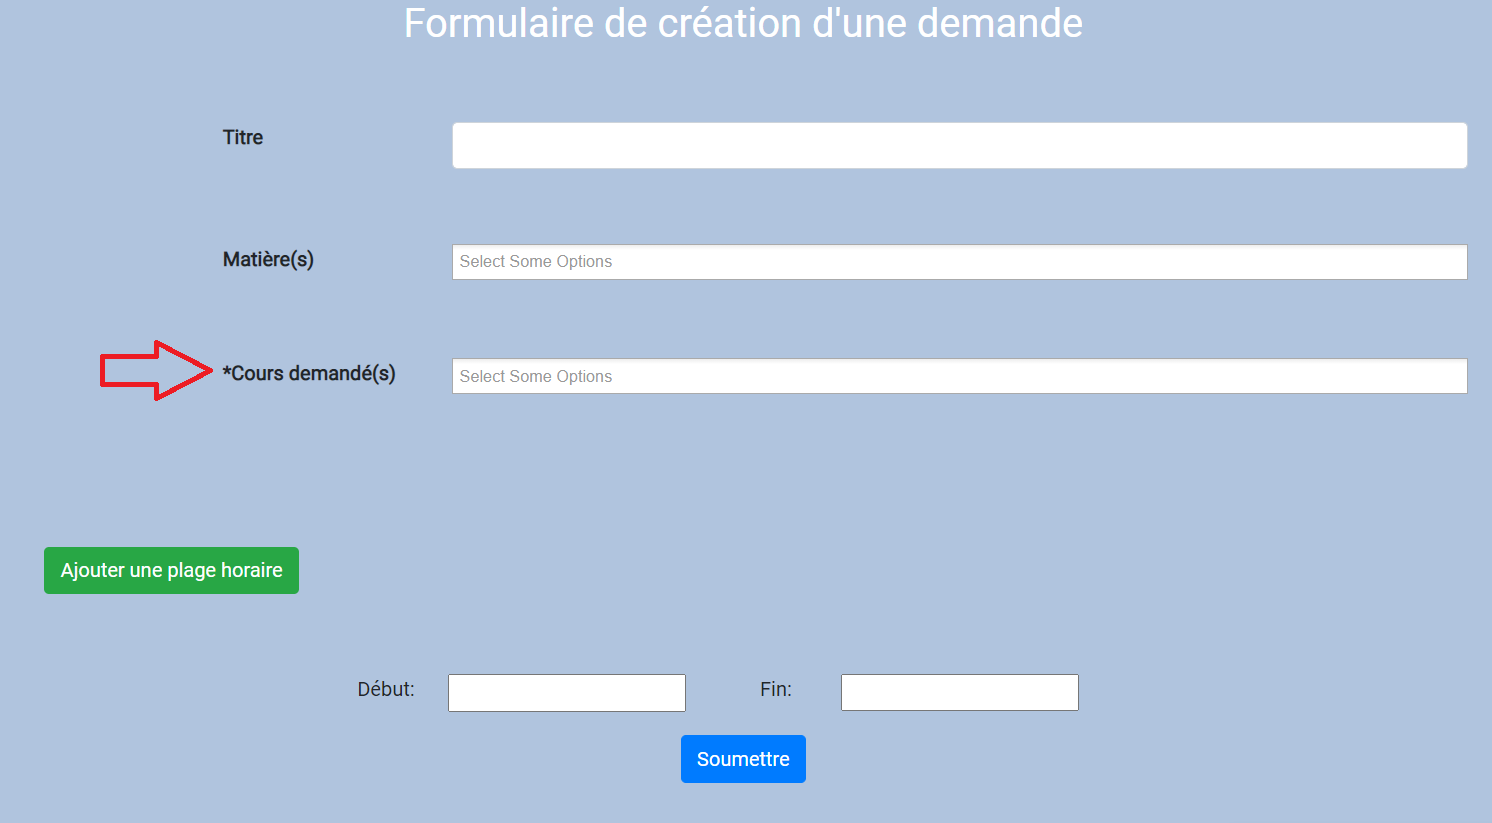 Formulaire de création d'une demande
Titre
Matière(s)
Select Some Options
*Cours demandé(s)
Select Some Options
Ajouter une plage horaire
Début:
Fin:
Soumettre